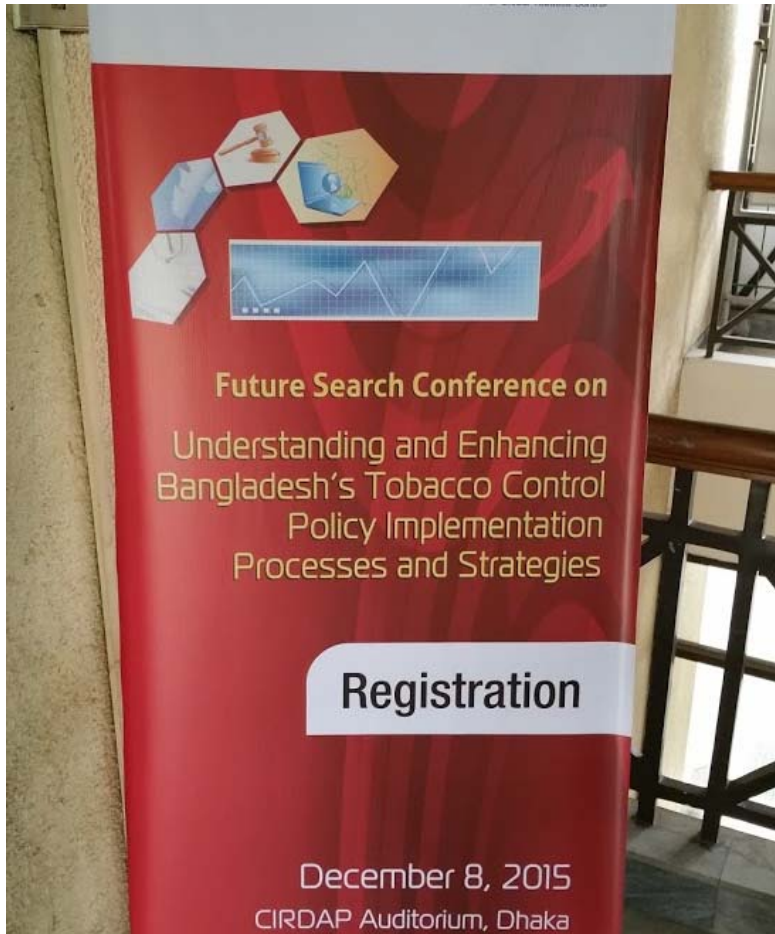 Future Search Conference on
Understanding and Enhancing
Bangladesh's Tobacco Control
Policy Implementation
Processes and Strategies
Registration
December 8, 2015
CIRDAP Auditorium, Dhaka